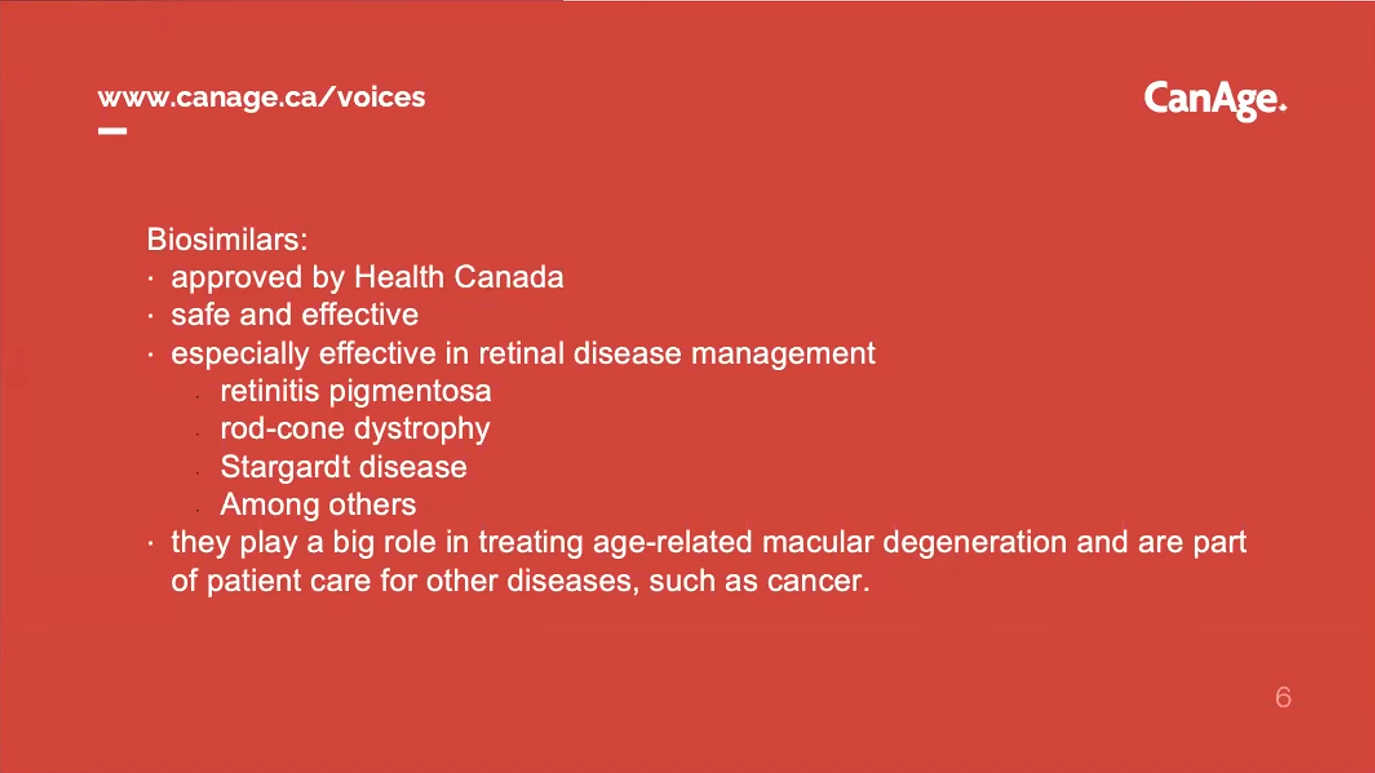 www.canage.ca/voices
CanAge.
Biosimilars:
· approved by Health Canada
· safe and effective
· especially effective in retinal disease management
· retinitis pigmentosa
· rod-cone dystrophy
· Stargardt disease
· Among others
· they play a big role in treating age-related macular degeneration and are part
of patient care for other diseases, such as cancer.
6